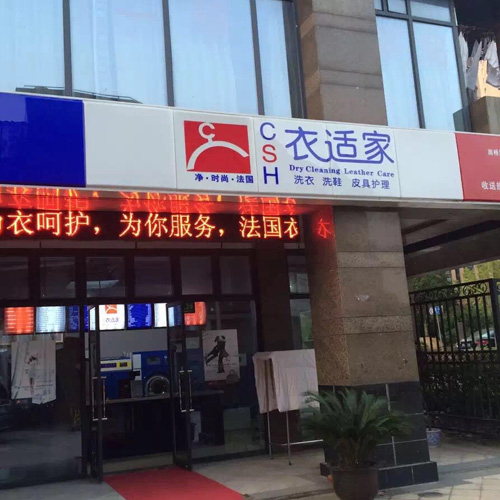 CSH
衣适家
Dry Cleaning Leather Care
洗衣 洗鞋 皮具护理
净·时尚·法国
衣呵护，为你服务，法国衣